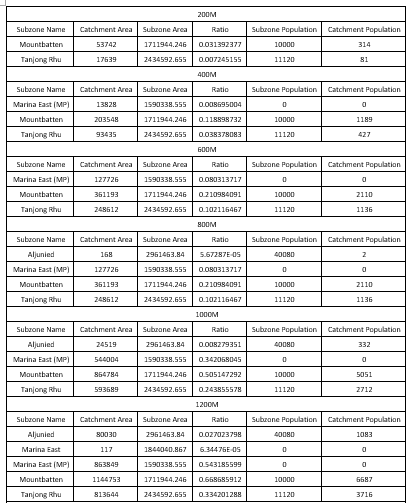 200M
Subzone Name Catchment Area Subzone Area Ratio Subzone Population Catchment Population
Mountbatten 53742 1711944.246 0.031392377 10000 314
Tanjong Rhu 17639 2434592.655 0.007245155 11120 81
400M
Subzone Name Catchment Area Subzone Area Ratio Subzone Population Catchment Population
Marina East (MP) 13828 1590338.555 0.008695004 0 0
Mountbatten 203548 1711944.246 0.118898732 10000 1189
Tanjong Rhu 93435 2434592.655 0.038378083 11120 427
600M
Subzone Name Catchment Area Subzone Area Ratio Subzone Population Catchment Population
Marina East (MP) 127726 1590338.555 0.080313717 0 0
Mountbatten 361193 1711944.246 0.210984091 10000 2110
Tanjong Rhu 248612 2434592.655 0.102116467 11120 1136
800M
Subzone Name Catchment Area Subzone Area Ratio Subzone Population Catchment Population
Aljunied 168 2961463.84 5.67287E-05 40080 2
Marina East (MP) 127726 1590338.555 0.080313717 0 0
Mountbatten 361193 1711944.246 0.210984091 10000 2110
Tanjong Rhu 248612 2434592.655 0.102116467 11120 1136
1000M
Subzone Name Catchment Area Subzone Area Ratio Subzone Population Catchment Population
Aljunied 24519 2961463.84 0.008279351 40080 332
Marina East (MP) 544004 1590338.555 0.342068045 0 0
Mountbatten 864784 1711944.246 0.505147292 10000 5051
Tanjong Rhu 593689 2434592.655 0.243855578 11120 2712
1200M
Subzone Name Catchment Area Subzone Area Ratio Subzone Population Catchment Population
Aljunied 80030 2961463.84 0.027023798 40080 1083
Marina East 117 1844040.867 6.34476E-05 0 0
Marina East (MP) 863849 1590338.555 0.543185599 0 0
Mountbatten 1144753 1711944.246 0.668685912 10000 6687
Tanjong Rhu 813644 2434592.655 0.334201288 11120 3716